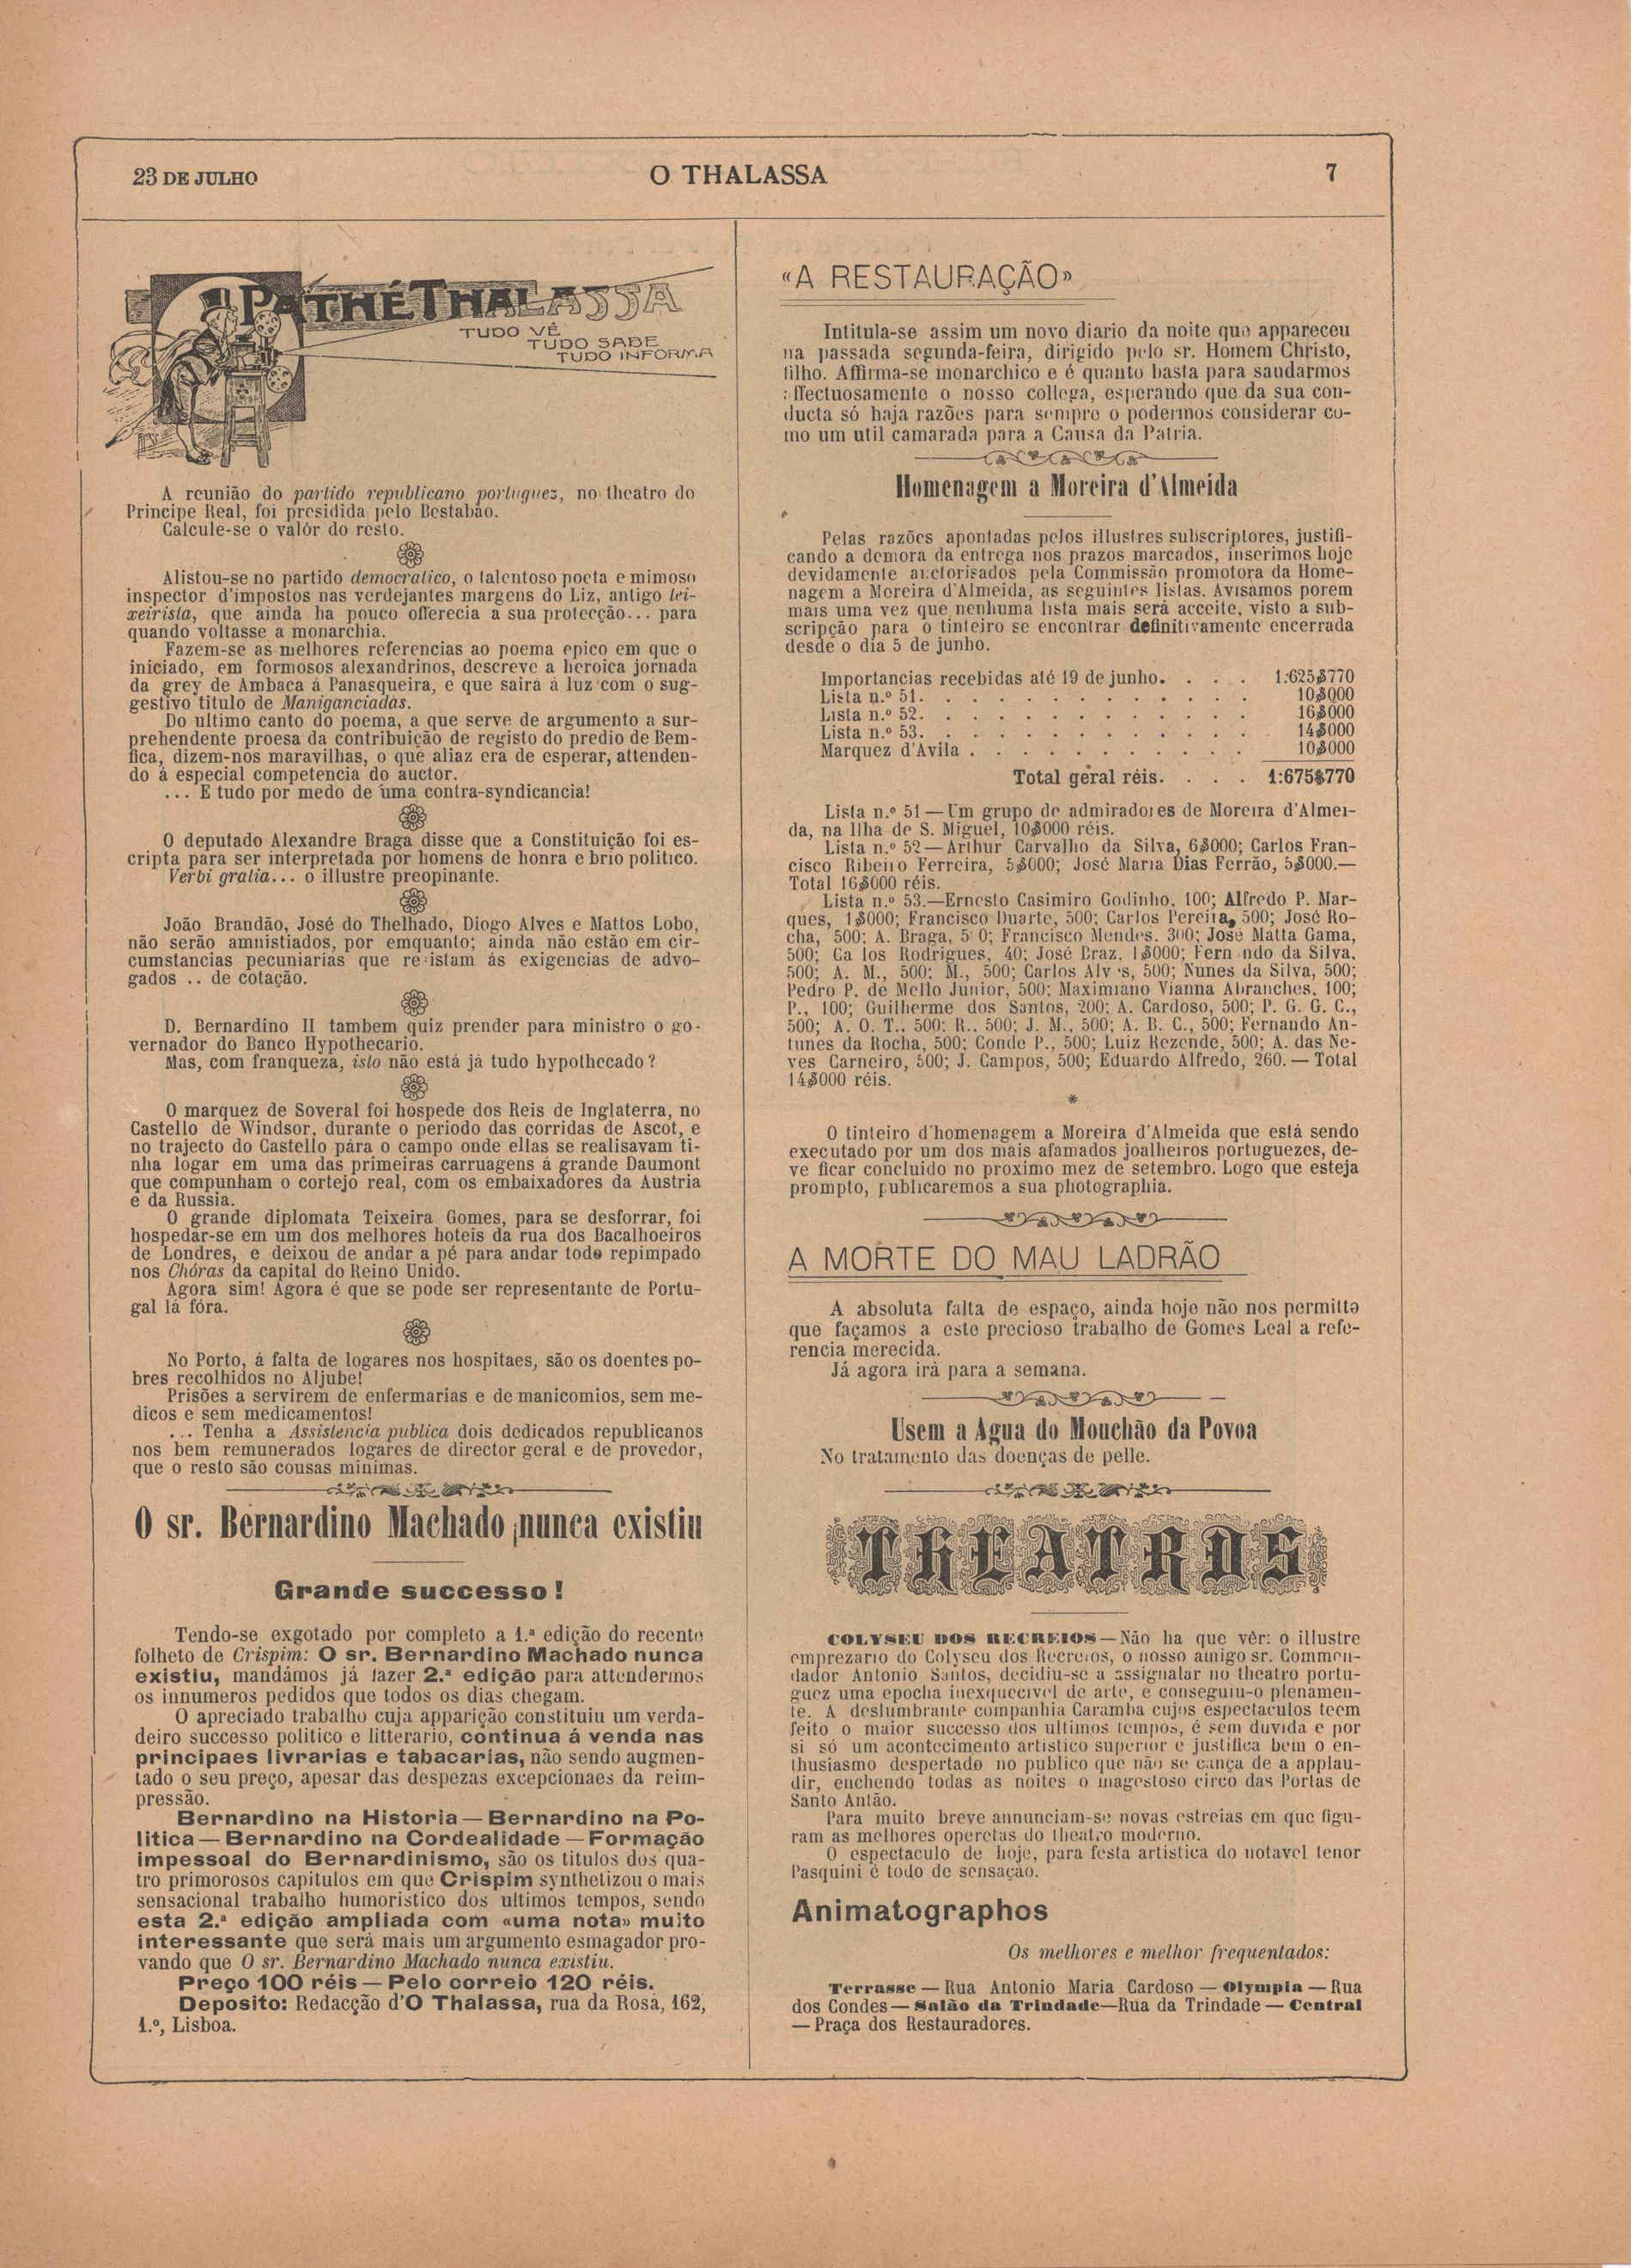 23 DE JULHO
O THALASSA
7
PATHÉ THALASSA
TUDO VÊ
TUDO SABE
TUDO INFORMA
A reunião do partido republicano portuguez, no theatro do
Principe Real, foi presidida pelo Bestabão.
Calcule-se o valôr do resto.
Alistou-se no partido democratico, o talentoso poeta e mimoso
inspector d'impostos nas verdejantes margens do Liz, antigo tei-
xeirista, que ainda ha pouco offerecia a sua protecção... para
quando voltasse a monarchia.
Fazem-se as melhores referencias ao poema epico em que o
iniciado, em formosos alexandrinos, descreve a heroica jornada
da grey de Ambaca á Panasqueira, e que sairá á luz com o sug-
gestivo titulo de Maniganciadas.
Do ultimo canto do poema, a que serve de argumento a sur-
prehendente proesa da contribuição de registo do predio de Bem-
fica, dizem-nos maravilhas, o que aliaz era de esperar, attenden-
do á especial competencia do auctor.
... E tudo por medo de uma contra-syndicancia!
O deputado Alexandre Braga disse que a Constituição foi es-
cripta para ser interpretada por homens de honra e brio politico.
Verbi gratia... o illustre preopinante.
João Brandão, José do Thelhado, Diogo Alves e Mattos Lobo,
não serão amnistiados, por emquanto; ainda não estão em cir-
cumstancias pecuniarias que resistam ás exigencias de advo-
gados .. de cotação.
D. Bernardino II tambem quiz prender para ministro o go-
vernador do Banco Hypothecario.
Mas, com franqueza, isto não está já tudo hypothecado?
O marquez de Soveral foi hospede dos Reis de Inglaterra, no
Castello de Windsor, durante o periodo das corridas de Ascot, e
no trajecto do Castello pára o campo onde ellas se realisavam ti-
nha logar em uma das primeiras carruagens á grande Daumont
que compunham o cortejo real, com os embaixadores da Austria
e da Russia.
O grande diplomata Teixeira Gomes, para se desforrar, foi
hospedar-se em um dos melhores hoteis da rua dos Bacalhoeiros
de Londres, e deixou de andar a pé para andar todo repimpado
nos Chóras da capital do Reino Unido.
Agora sim! Agora é que se pode ser representante de Portu-
gal lá fóra.
No Porto, á falta de logares nos hospitaes, são os doentes po-
bres recolhidos no Aljube!
Prisões a servirem de enfermarias e de manicomios, sem me-
dicos e sem medicamentos!
... Tenha a Assistencia publica dois dedicados republicanos
nos bem remunerados logares de director geral e de provedor,
que o resto são cousas minimas.
O sr. Bernardino Machado nunca existiu
Grande successo!
Tendo-se exgotado por completo a 1.ª edição do recente
folheto de Crispim: O sr. Bernardino Machado nunca
existiu, mandámos já fazer 2.ª edição para attendermos
os innumeros pedidos que todos os dias chegam.
O apreciado trabalho cuja apparição constituiu um verda-
deiro successo politico e litterario, continua á venda nas
principaes livrarias e tabacarias, não sendo augmen-
tado o seu preço, apesar das despezas excepcionaes da reim-
pressão.
Bernardino na Historia — Bernardino na Po-
litica — Bernardino na Cordealidade — Formação
impessoal do Bernardinismo, são os titulos dos qua-
tro primorosos capitulos em que Crispim synthetizou o mais
sensacional trabalho humoristico dos ultimos tempos, sendo
esta 2.ª edição ampliada com «uma nota» muito
interessante que será mais um argumento esmagador pro-
vando que O sr. Bernardino Machado nunca existiu.
Preço 100 réis — Pelo correio 120 réis.
Deposito: Redacção d'O Thalassa, rua da Rosa, 162,
1.º, Lisboa.
«A RESTAURAÇÃO»
Intitula-se assim um novo diario da noite que appareceu
na passada segunda-feira, dirigido pelo sr. Homem Christo,
filho. Affirma-se monarchico e é quanto basta para saudarmos
affectuosamente o nosso collega, esperando que da sua con-
ducta só haja razões para sempre o podermos considerar co-
mo um util camarada para a Causa da Patria.
Homenagem a Moreira d'Almeida
Pelas razões apontadas pelos illustres subscriptores, justifi-
cando a demora da entrega nos prazos marcados, inserimos hoje
devidamente auctorisados pela Commissão promotora da Home-
nagem a Moreira d'Almeida, as seguintes listas. Avisamos porem
mais uma vez que nenhuma lista mais será acceite, visto a sub-
scripção para o tinteiro se encontrar definitivamente encerrada
desde o dia 5 de junho.
Importancias recebidas até 19 de junho. . . . 1:625$770
Lista n.º 51. . . . . . . . . . . . . 10$000
Lista n.º 52. . . . . . . . . . . . . 16$000
Lista n.º 53. . . . . . . . . . . . . 14$000
Marquez d'Avila . . . . . . . . . . . 10$000
Total geral réis. . . . 1:675$770
Lista n.º 51 — Um grupo de admiradores de Moreira d'Almei-
da, na Ilha de S. Miguel, 10$000 réis.
Lista n.º 52 — Arthur Carvalho da Silva, 6$000; Carlos Fran-
cisco Ribeiro Ferreira, 5$000; José Maria Dias Ferrão, 5$000.—
Total 16$000 réis.
Lista n.º 53.—Ernesto Casimiro Godinho, 100; Alfredo P. Mar-
ques, 1$000; Francisco Duarte, 500; Carlos Pereira, 500; José Ro-
cha, 500; A. Braga, 5 0; Francisco Mendes. 300; José Matta Gama,
500; Ca los Rodrigues, 40; José Braz, 1$000; Fern ndo da Silva,
500; A. M., 500; M., 500; Carlos Alv s, 500; Nunes da Silva, 500;
Pedro P. de Mello Junior, 500; Maximiano Vianna Abranches, 100;
P., 100; Guilherme dos Santos, 200; A. Cardoso, 500; P. G. G. C.,
500; A. O. T., 500; R., 500; J. M., 500; A. B. C., 500; Fernando An-
tunes da Rocha, 500; Conde P., 500; Luiz Rezende, 500; A. das Ne-
ves Carneiro, 500; J. Campos, 500; Eduardo Alfredo, 260. — Total
14$000 réis.
*
O tinteiro d'homenagem a Moreira d'Almeida que está sendo
executado por um dos mais afamados joalheiros portuguezes, de-
ve ficar concluido no proximo mez de setembro. Logo que esteja
prompto, publicaremos a sua photographia.
A MORTE DO MAU LADRÃO
A absoluta falta de espaço, ainda hoje não nos permitte
que façamos a este precioso trabalho de Gomes Leal a refe-
rencia merecida.
Já agora irà para a semana.
Usem a Agua do Mouchão da Povoa
No tratamento das doenças de pelle.
THEATROS
COLYSEU DOS RECREIOS—Não ha que vêr: o illustre
emprezario do Colyseu dos Recreios, o nosso amigo sr. Commen-
dador Antonio Santos, decidiu-se a assignalar no theatro portu-
guez uma epocha inexquecivel de arte, e conseguiu-o plenamen-
te. A deslumbrante companhia Caramba cujos espectaculos teem
feito o maior successo dos ultimos tempos, é sem duvida e por
si só um acontecimento artistico superior e justifica bem o en-
thusiasmo despertado no publico que não se cança de a applau-
dir, enchendo todas as noites o magestoso circo das Portas de
Santo Antão.
Para muito breve annunciam-se novas estreias em que figu-
ram as melhores operetas do theatro moderno.
O espectaculo de hoje, para festa artistica do notavel tenor
Pasquini é todo de sensação.
Animatographos
Os melhores e melhor frequentados:
Terrasse — Rua Antonio Maria Cardoso — Olympia — Rua
dos Condes — Salão da Trindade—Rua da Trindade — Central
— Praça dos Restauradores.